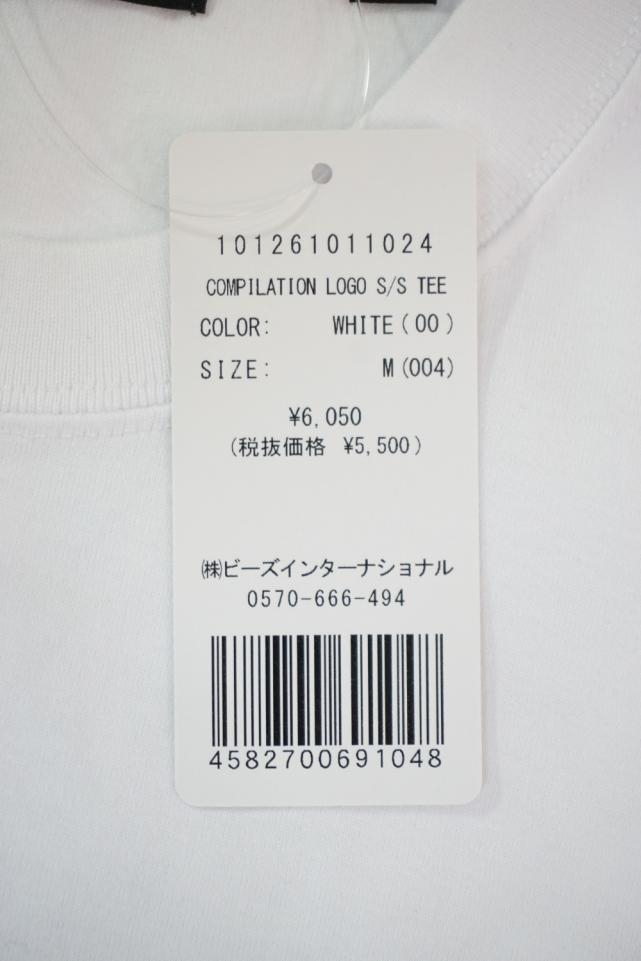 101261011024
COMPILATION LOGO S/S TEE
COLOR: WHITE(00)
SIZE: M(004)
¥6,050
(税抜価格 ¥5,500)
㈱ビーズインターナショナル
0570-666-494
4582700691048